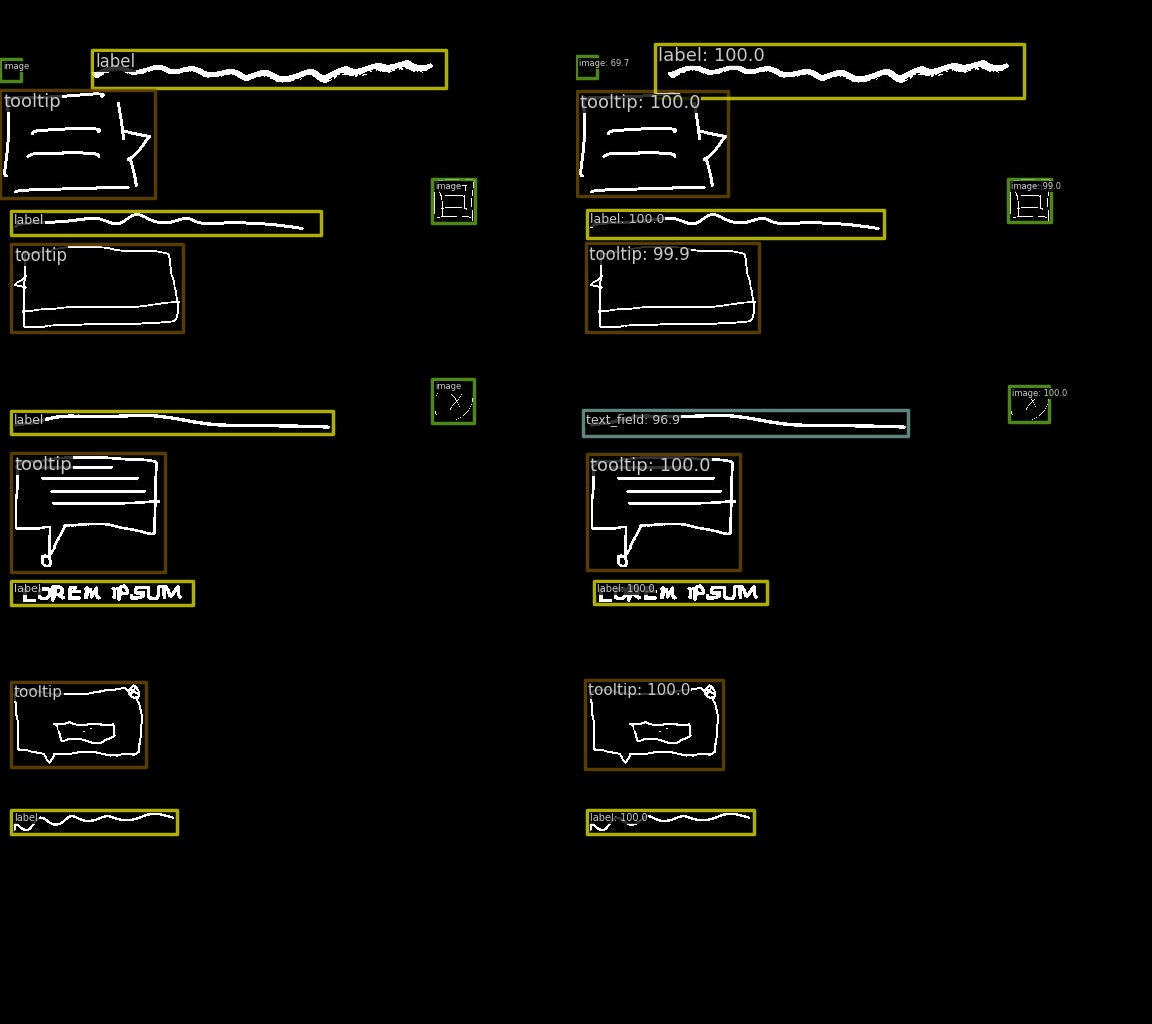 image label image: 69.7 label: 100.0
tooltip tooltip: 100.0
image image: 99.0
label label: 100.0
tooltip tooltip: 99.9
image image: 100.0
label text_field: 96.9
tooltip tooltip: 100.0
label LOREM IPSUM label: 100.0 LOREM IPSUM
tooltip tooltip: 100.0
label label: 100.0